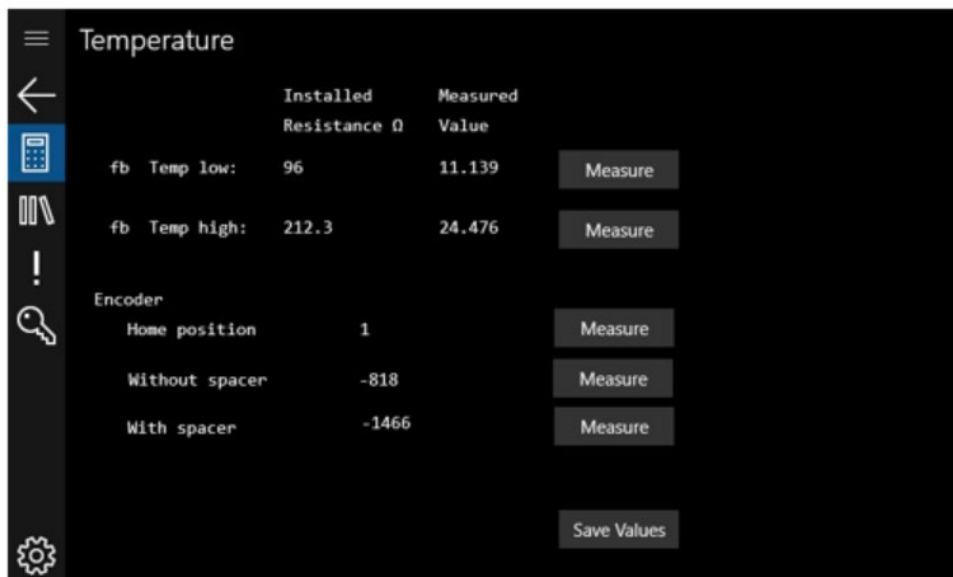 Temperature
Installed Measured
Resistance Ω Value
fb Temp low: 96 11.139 Measure
fb Temp high: 212.3 24.476 Measure
Encoder
Home position 1 Measure
Without spacer -818 Measure
With spacer -1466 Measure
Save Values